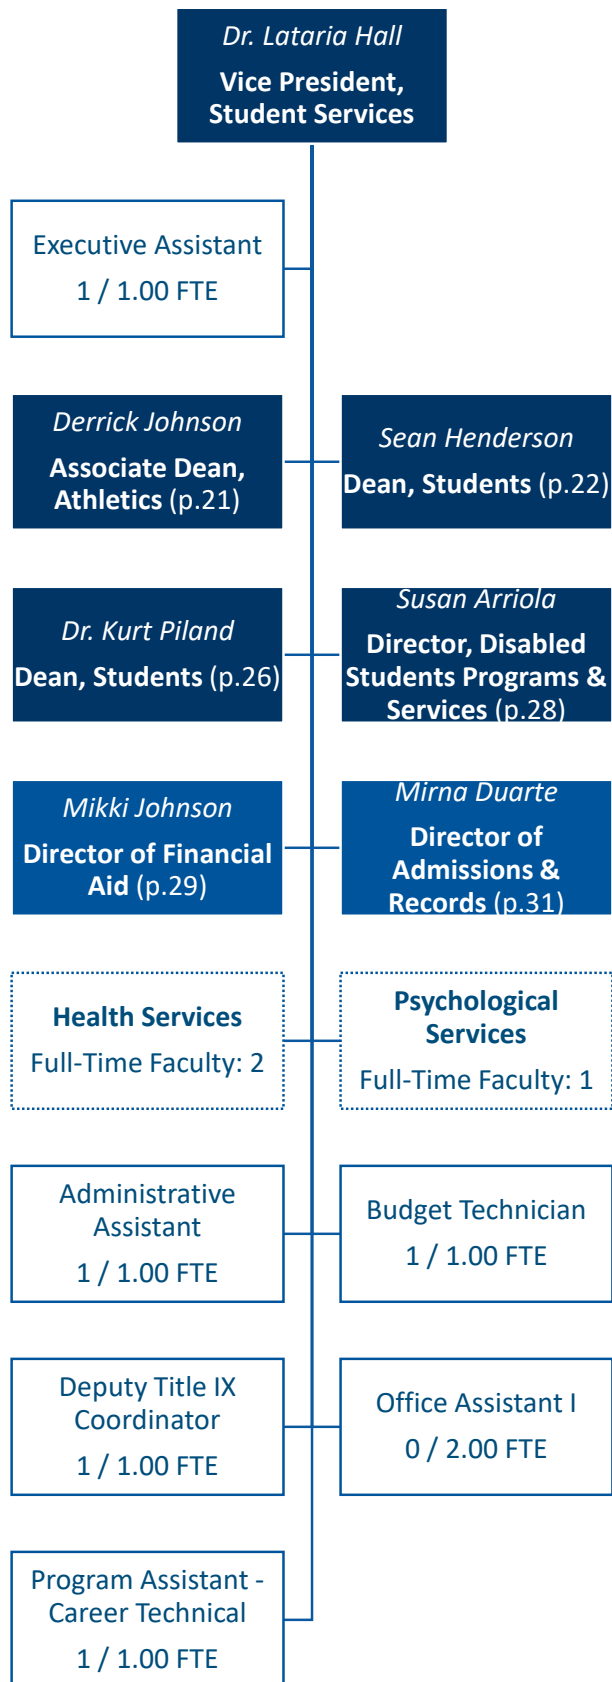 Dr. Lataria Hall
Vice President,
Student Services
Executive Assistant
1 / 1.00 FTE
Derrick Johnson
Associate Dean,
Athletics (p.21)
Sean Henderson
Dean, Students (p.22)
Dr. Kurt Piland
Dean, Students (p.26)
Susan Arriola
Director, Disabled
Students Programs &
Services (p.28)
Mikki Johnson
Director of Financial
Aid (p.29)
Mirna Duarte
Director of
Admissions &
Records (p.31)
Health Services
Full-Time Faculty: 2
Psychological
Services
Full-Time Faculty: 1
Administrative
Assistant
1 / 1.00 FTE
Budget Technician
1 / 1.00 FTE
Deputy Title IX
Coordinator
1 / 1.00 FTE
Office Assistant I
0 / 2.00 FTE
Program Assistant -
Career Technical
1 / 1.00 FTE